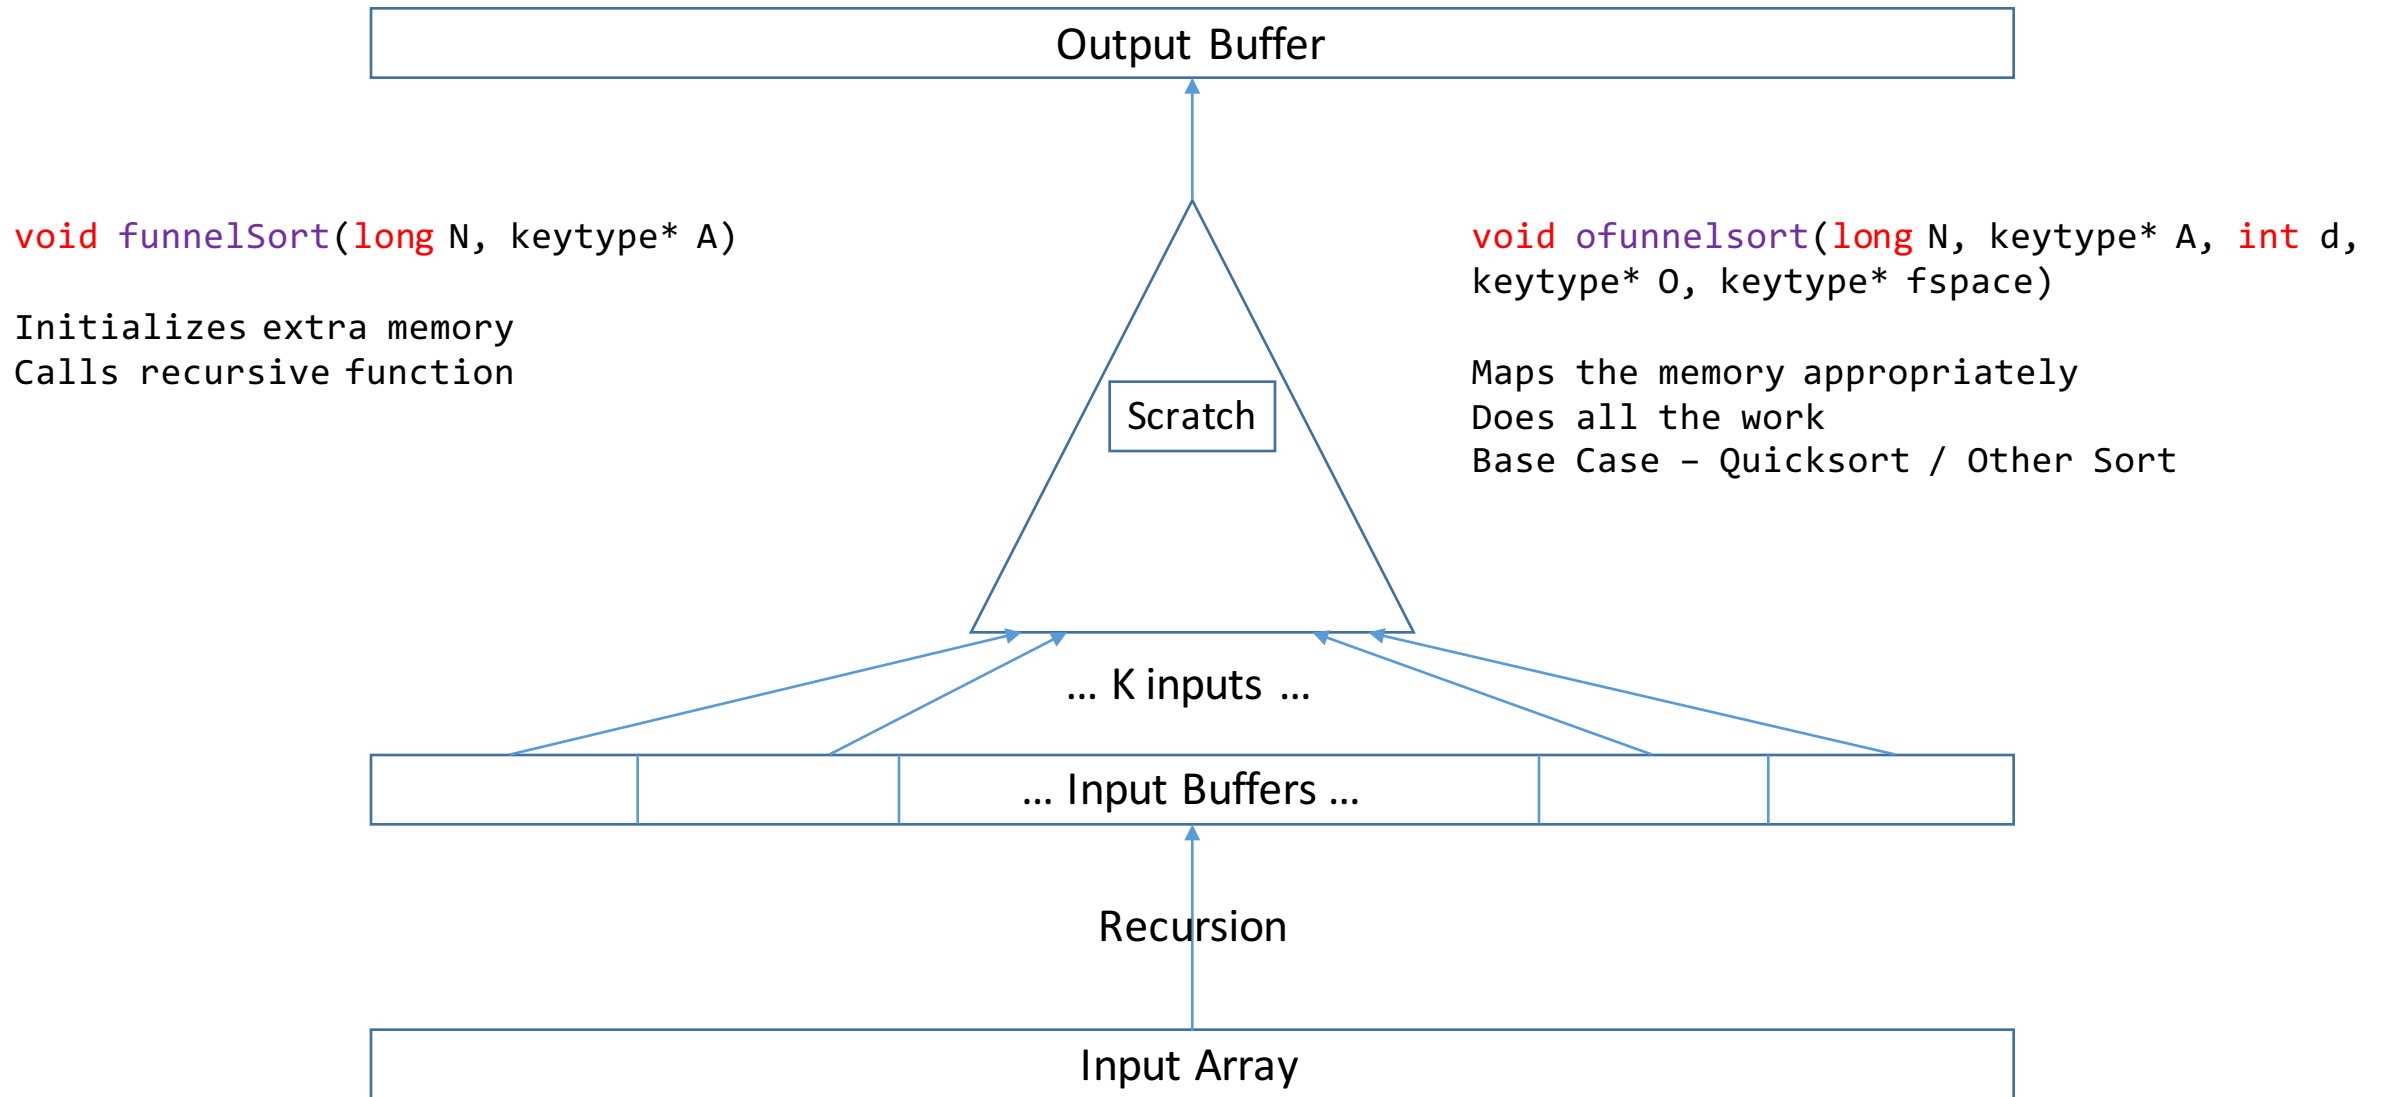 Output Buffer
void funnelSort(long N, keytype* A)
Initializes extra memory
Calls recursive function
void ofunnelsort(long N, keytype* A, int d,
keytype* O, keytype* fspace)
Maps the memory appropriately
Does all the work
Base Case – Quicksort / Other Sort
Scratch
… K inputs …
… Input Buffers …
Recursion
Input Array